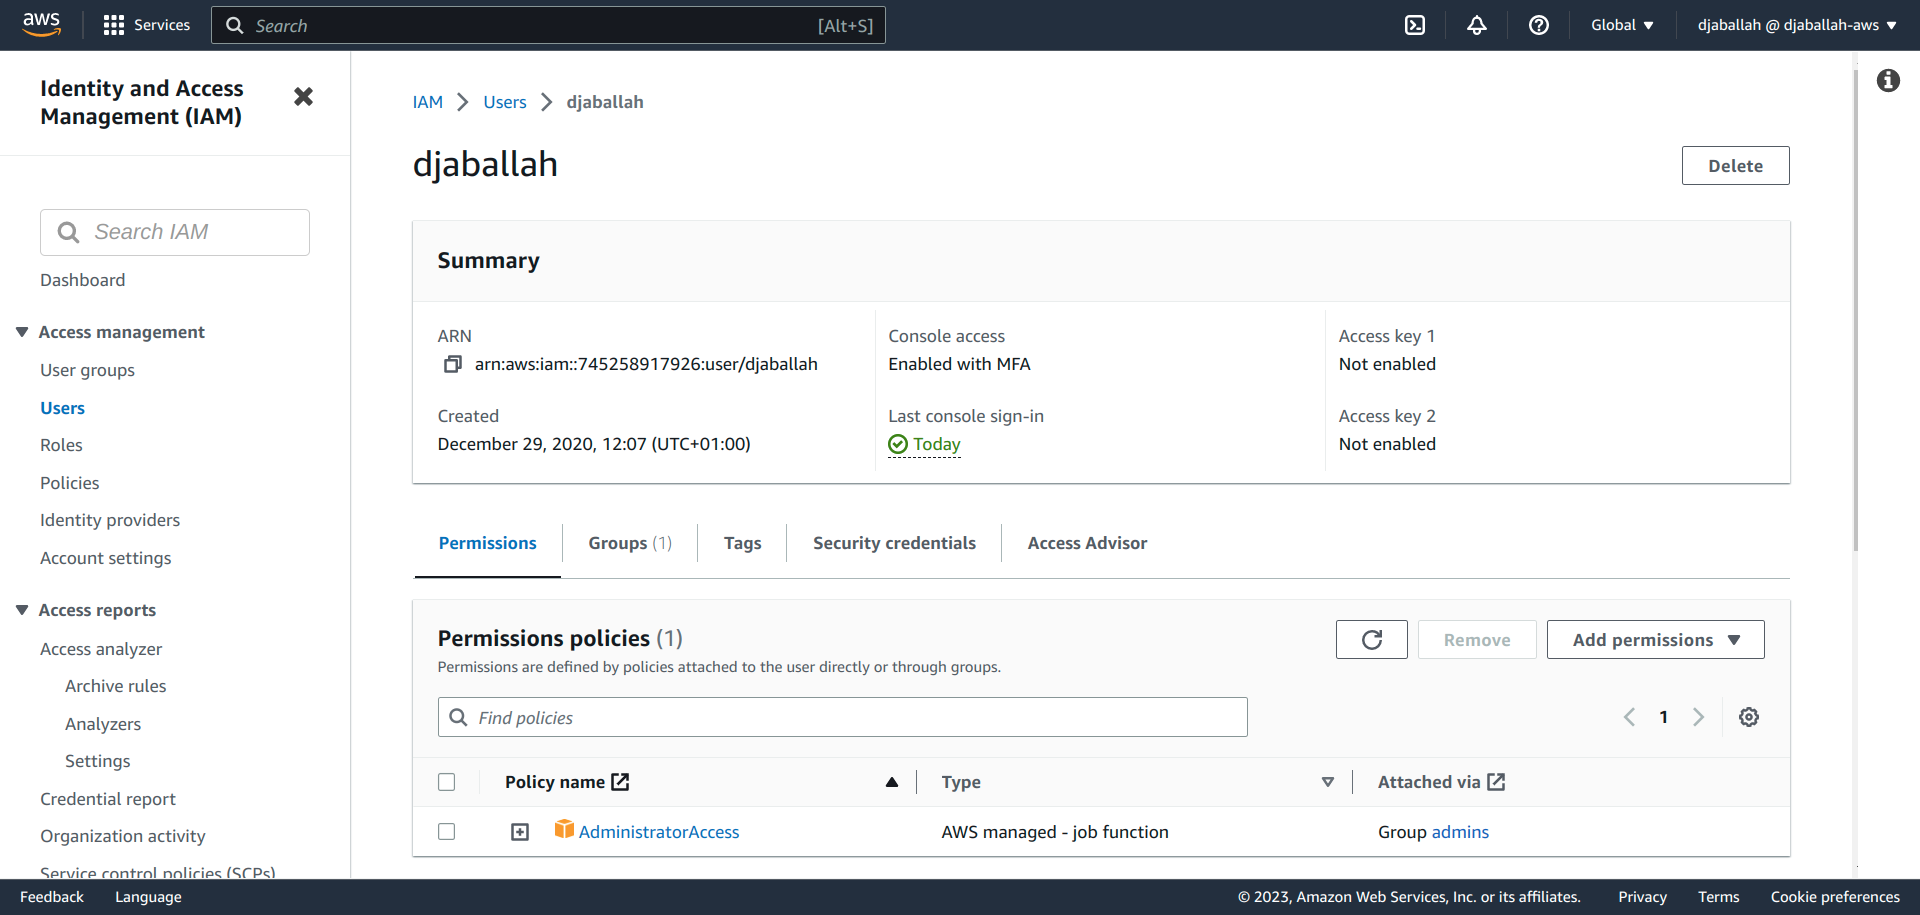 aws
Services
Search
[Alt+S]
Global
djaballah @ djaballah-aws
Identity and Access
Management (IAM)
Search IAM
Dashboard
Access management
User groups
Users
Roles
Policies
Identity providers
Account settings
Access reports
Access analyzer
Archive rules
Analyzers
Settings
Credential report
Organization activity
Service control policies (SCPs)
IAM
Users
djaballah
djaballah
Delete
Summary
ARN
arn:aws:iam::745258917926:user/djaballah
Console access
Enabled with MFA
Access key 1
Not enabled
Created
December 29, 2020, 12:07 (UTC+01:00)
Last console sign-in
Today
Access key 2
Not enabled
Permissions
Groups (1)
Tags
Security credentials
Access Advisor
Permissions policies (1)
Permissions are defined by policies attached to the user directly or through groups.
Remove
Add permissions
Find policies
1
Policy name
Type
Attached via
AdministratorAccess
AWS managed - job function
Group admins
Feedback
Language
© 2023, Amazon Web Services, Inc. or its affiliates.
Privacy
Terms
Cookie preferences